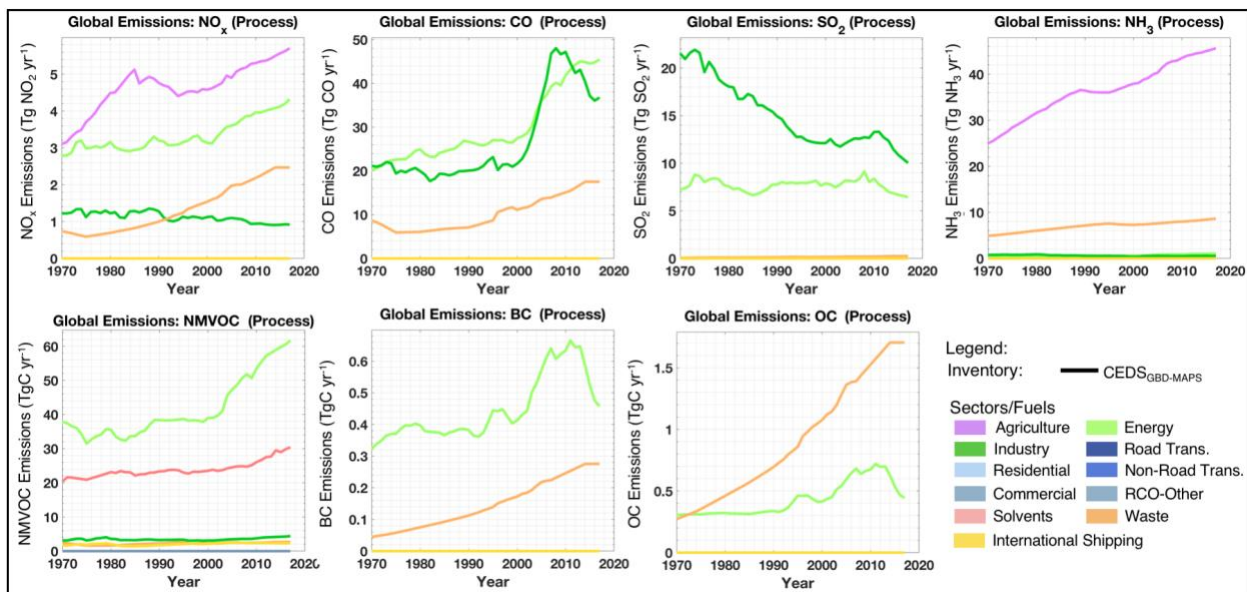 Global Emissions: NOx (Process)
NOx Emissions (Tg NO2 yr-1)
5
4
3
2
1
0
1970 1980 1990 2000 2010 2020
Year
Global Emissions: CO (Process)
CO Emissions (Tg CO yr-1)
50
40
30
20
10
0
1970 1980 1990 2000 2010 2020
Year
Global Emissions: SO2 (Process)
SO2 Emissions (Tg SO2 yr-1)
20
15
10
5
0
1970 1980 1990 2000 2010 2020
Year
Global Emissions: NH3 (Process)
NH3 Emissions (Tg NH3 yr-1)
40
30
20
10
0
1970 1980 1990 2000 2010 2020
Year
Global Emissions: NMVOC (Process)
NMVOC Emissions (TgC yr-1)
60
50
40
30
20
10
0
1970 1980 1990 2000 2010 202
Year
Global Emissions: BC (Process)
BC Emissions (TgC yr-1)
0.6
0.5
0.4
0.3
0.2
0.1
0
1970 1980 1990 2000 2010 2020
Year
Global Emissions: OC (Process)
OC Emissions (TgC yr-1)
1.5
1
0.5
0
1970 1980 1990 2000 2010 2020
Year
Legend:
Inventory: CEDSGBD-MAPS
Sectors/Fuels
Agriculture Energy
Industry Road Trans.
Residential Non-Road Trans.
Commercial RCO-Other
Solvents Waste
International Shipping